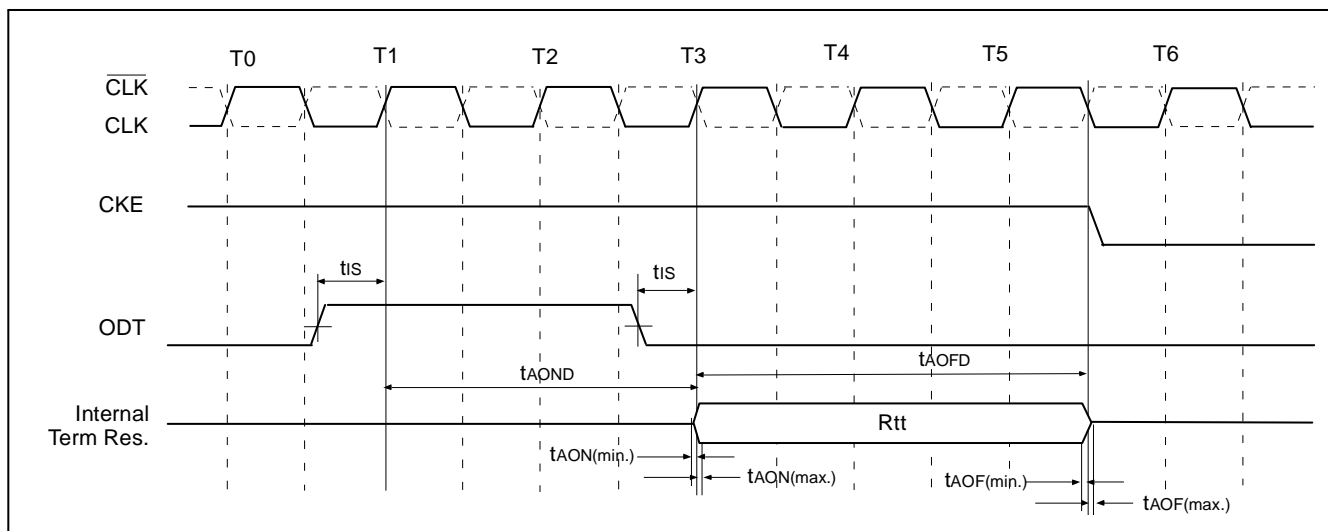 T0 T1 T2 T3 T4 T5 T6
CLK
CLK
CKE
tIS tIS
ODT
tAOND tAOFD
Internal
Term Res.
Rtt
tAON(min.) tAON(max.) tAOF(min.) tAOF(max.)